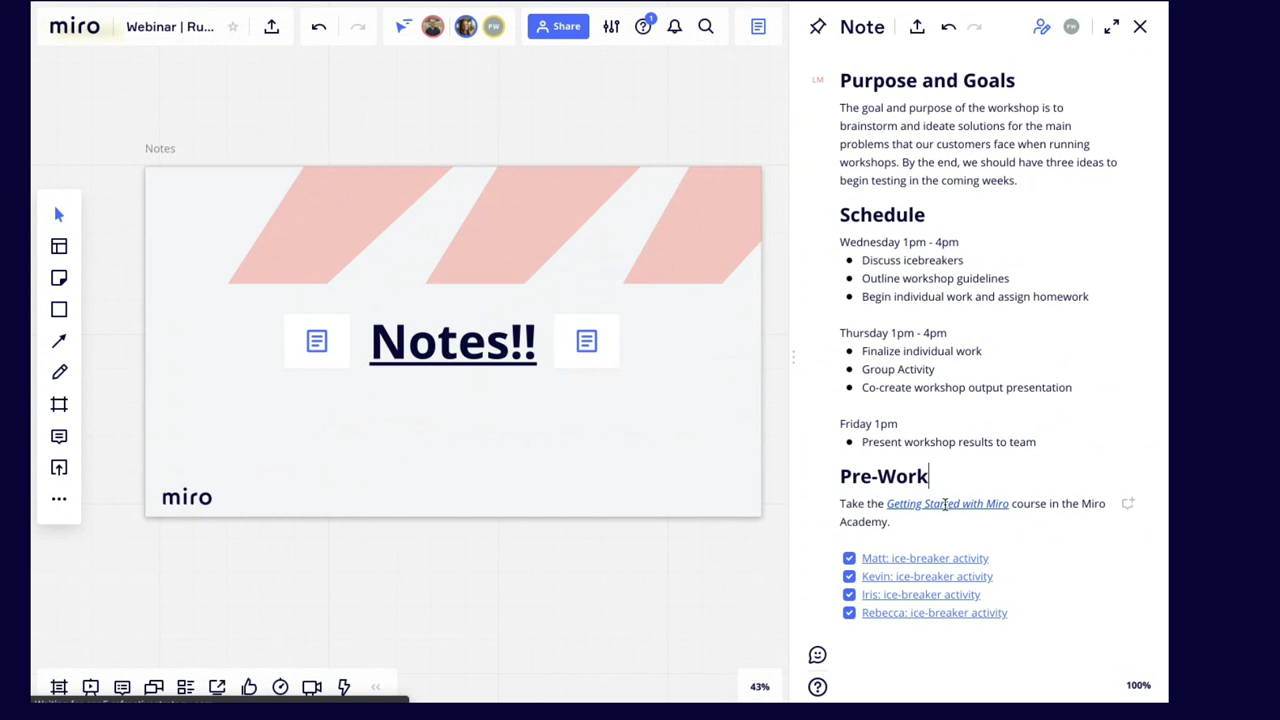 miro
Webinar | Ru...
PW
Share
1
Note
PW
Notes
Notes!!
miro
43%
LM
Purpose and Goals
The goal and purpose of the workshop is to
brainstorm and ideate solutions for the main
problems that our customers face when running
workshops. By the end, we should have three ideas to
begin testing in the coming weeks.
Schedule
Wednesday 1pm - 4pm
Discuss icebreakers
Outline workshop guidelines
Begin individual work and assign homework
Thursday 1pm - 4pm
Finalize individual work
Group Activity
Co-create workshop output presentation
Friday 1pm
Present workshop results to team
Pre-Work
Take the Getting Started with Miro course in the Miro
Academy.
Matt: ice-breaker activity
Kevin: ice-breaker activity
Iris: ice-breaker activity
Rebecca: ice-breaker activity
100%